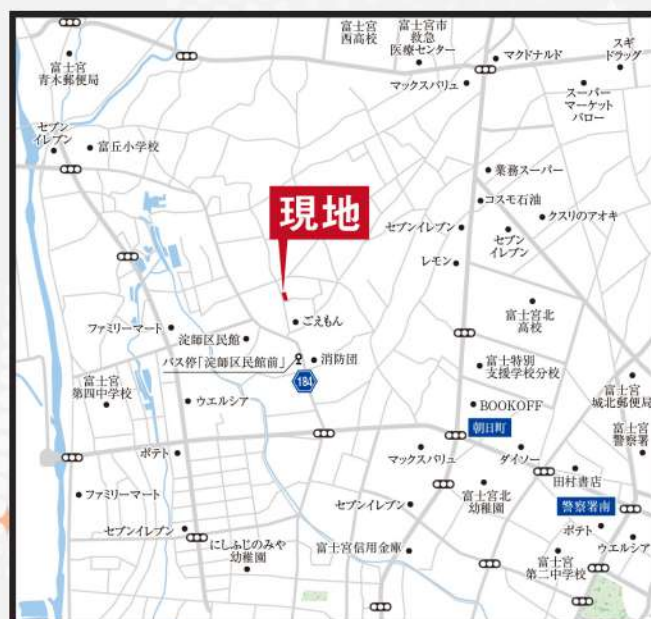 富士宮
西高校
富士宮市
救急
医療センター
マクドナルド
スギ
ドラッグ
富士宮
青木郵便局
マックスバリュ
スーパー
マーケット
バロー
セブン
イレブン
富丘小学校
業務スーパー
コスモ石油
クスリのアオキ
現地
セブンイレブン
セブン
イレブン
レモン
富士宮北
高校
ごえもん
ファミリーマート
淀師区民館
バス停「淀師区民館前」
消防団
184
富士特別
支援学校分校
富士宮
第四中学校
ウエルシア
BOOKOFF
富士宮
城北郵便局
朝日町
富士宮
警察署
ポテト
マックスバリュ
ダイソー
田村書店
ファミリーマート
セブンイレブン
富士宮北
幼稚園
警察署南
セブンイレブン
にしふじのみや
幼稚園
富士宮信用金庫
ポテト
ウエルシア
富士宮
第二中学校